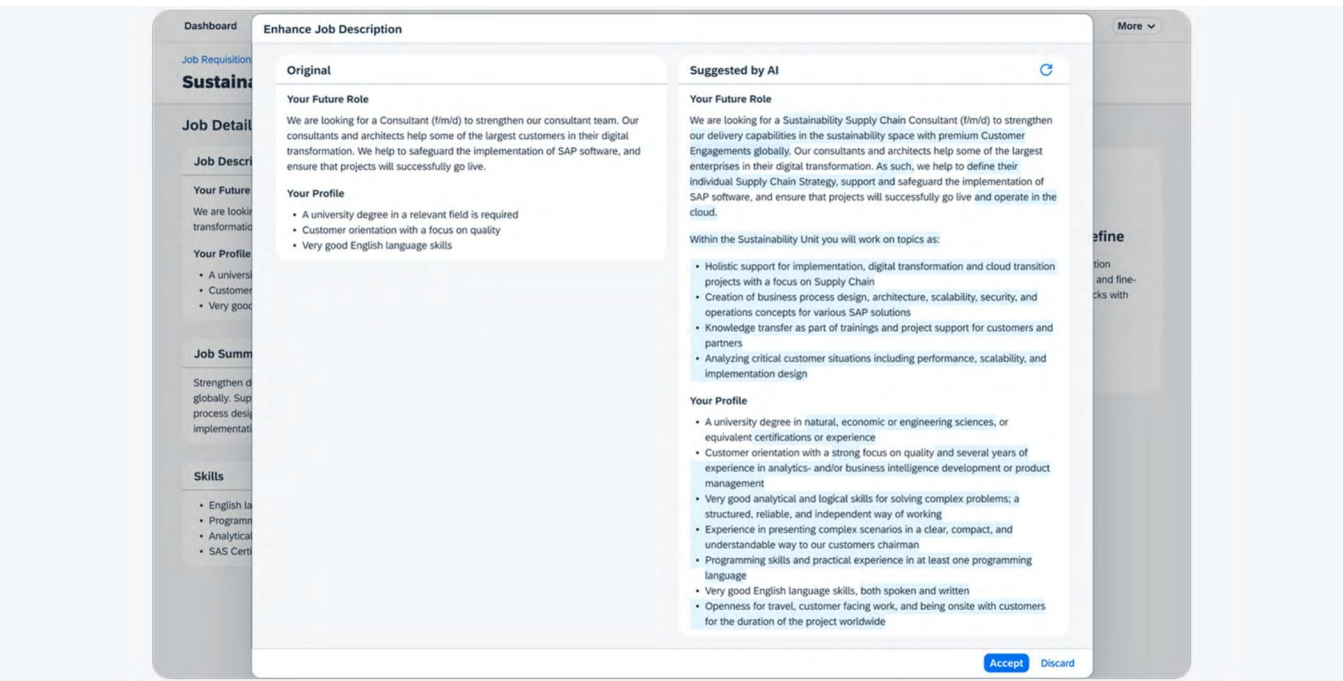 Dashboard
More
Job Requisition
Sustaina
Job Detail
Job Descri
Your Future
We are lookin
transformatio
Your Profile
• A universi
• Customer
• Very good
Job Summ
Strengthen d
globally. Sup
process desig
implementati
Skills
• English la
• Programn
• Analytical
• SAS Certi
Enhance Job Description
Original
Your Future Role
We are looking for a Consultant (f/m/d) to strengthen our consultant team. Our
consultants and architects help some of the largest customers in their digital
transformation. We help to safeguard the implementation of SAP software, and
ensure that projects will successfully go live.
Your Profile
• A university degree in a relevant field is required
• Customer orientation with a focus on quality
• Very good English language skills
Suggested by AI
Your Future Role
We are looking for a Sustainability Supply Chain Consultant (f/m/d) to strengthen
our delivery capabilities in the sustainability space with premium Customer
Engagements globally. Our consultants and architects help some of the largest
enterprises in their digital transformation. As such, we help to define their
individual Supply Chain Strategy, support and safeguard the implementation of
SAP software, and ensure that projects will successfully go live and operate in the
cloud.
Within the Sustainability Unit you will work on topics as:
• Holistic support for implementation, digital transformation and cloud transition
projects with a focus on Supply Chain
• Creation of business process design, architecture, scalability, security, and
operations concepts for various SAP solutions
• Knowledge transfer as part of trainings and project support for customers and
partners
• Analyzing critical customer situations including performance, scalability, and
implementation design
Your Profile
• A university degree in natural, economic or engineering sciences, or
equivalent certifications or experience
• Customer orientation with a strong focus on quality and several years of
experience in analytics- and/or business intelligence development or product
management
• Very good analytical and logical skills for solving complex problems; a
structured, reliable, and independent way of working
• Experience in presenting complex scenarios in a clear, compact, and
understandable way to our customers chairman
• Programming skills and practical experience in at least one programming
language
• Very good English language skills, both spoken and written
• Openness for travel, customer facing work, and being onsite with customers
for the duration of the project worldwide
Accept
Discard
efine
tion
and fine-
cks with